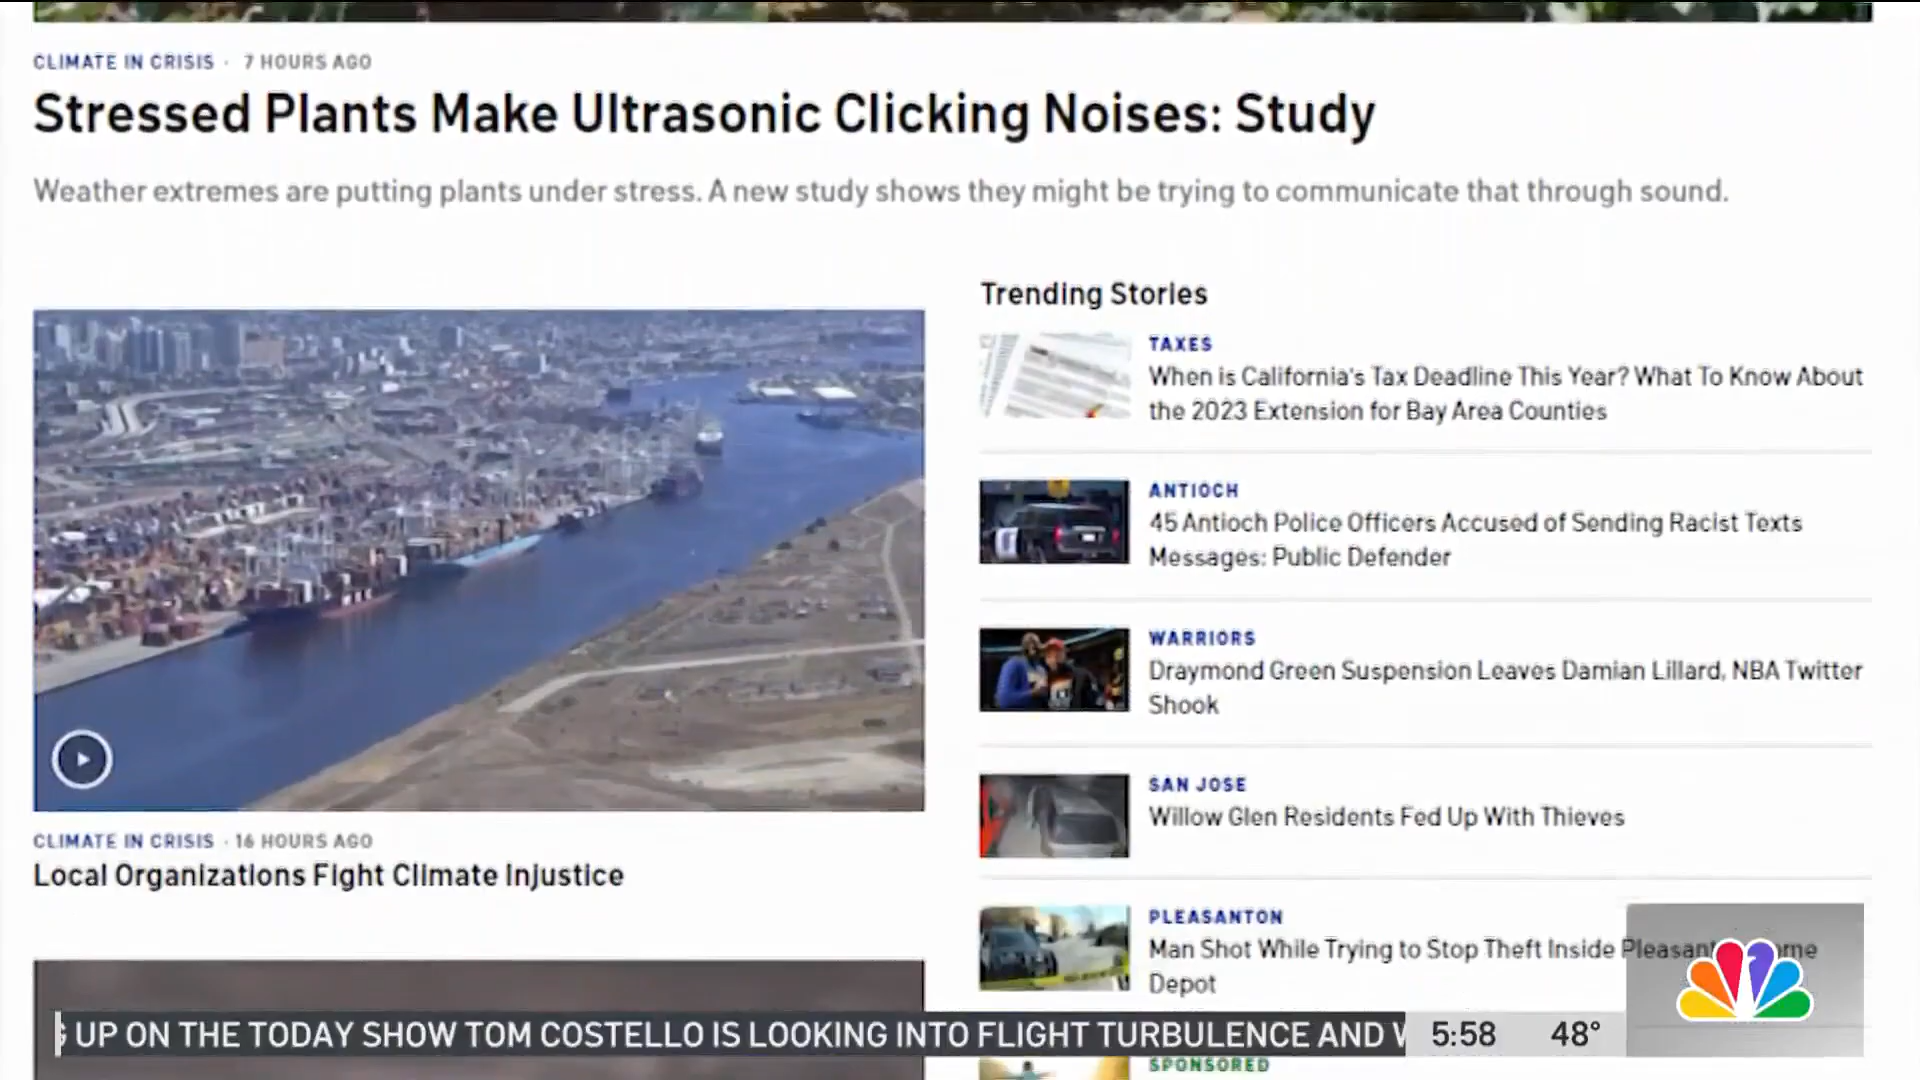 CLIMATE IN CRISIS · 7 HOURS AGO
Stressed Plants Make Ultrasonic Clicking Noises: Study
Weather extremes are putting plants under stress. A new study shows they might be trying to communicate that through sound.
CLIMATE IN CRISIS · 16 HOURS AGO
Local Organizations Fight Climate Injustice
Trending Stories
TAXES
When is California's Tax Deadline This Year? What To Know About
the 2023 Extension for Bay Area Counties
ANTIOCH
45 Antioch Police Officers Accused of Sending Racist Texts
Messages: Public Defender
WARRIORS
Draymond Green Suspension Leaves Damian Lillard, NBA Twitter
Shook
SAN JOSE
Willow Glen Residents Fed Up With Thieves
PLEASANTON
Man Shot While Trying to Stop Theft Inside
Depot
UP ON THE TODAY SHOW TOM COSTELLO IS LOOKING INTO FLIGHT TURBULENCE AND
5:58 48°
SPONSORED